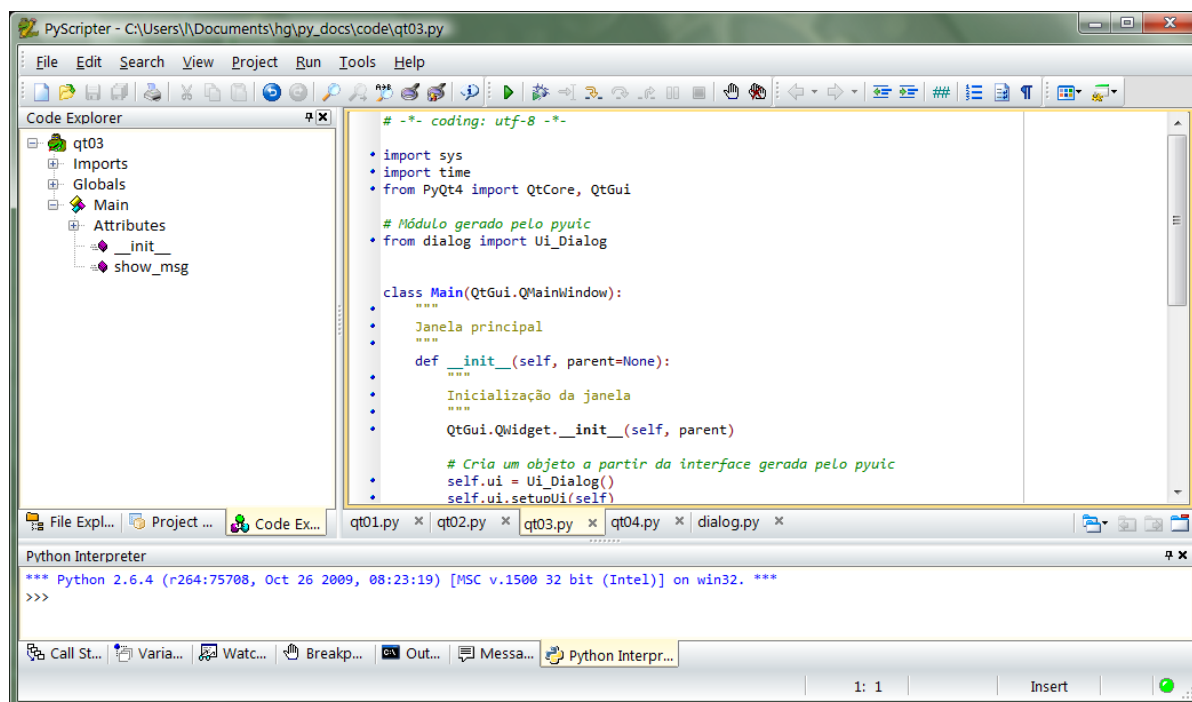 PyScripter - C:\Users\l\Documents\hg\py_docs\code\qt03.py
File Edit Search View Project Run Tools Help
Code Explorer
qt03
Imports
Globals
Main
Attributes
__init__
show_msg
# -*- coding: utf-8 -*-
import sys
import time
from PyQt4 import QtCore, QtGui
# Módulo gerado pelo pyuic
from dialog import Ui_Dialog
class Main(QtGui.QMainWindow):
"""
Janela principal
"""
def __init__(self, parent=None):
"""
Inicialização da janela
"""
QtGui.QWidget.__init__(self, parent)
# Cria um objeto a partir da interface gerada pelo pyuic
self.ui = Ui_Dialog()
self.ui.setupUi(self)
File Expl... Project ... Code Ex...
qt01.py × qt02.py × qt03.py × qt04.py × dialog.py ×
Python Interpreter
*** Python 2.6.4 (r264:75708, Oct 26 2009, 08:23:19) [MSC v.1500 32 bit (Intel)] on win32. ***
>>>
Call St... Varia... Watc... Breakp... Out... Messa... Python Interpr...
1: 1 Insert